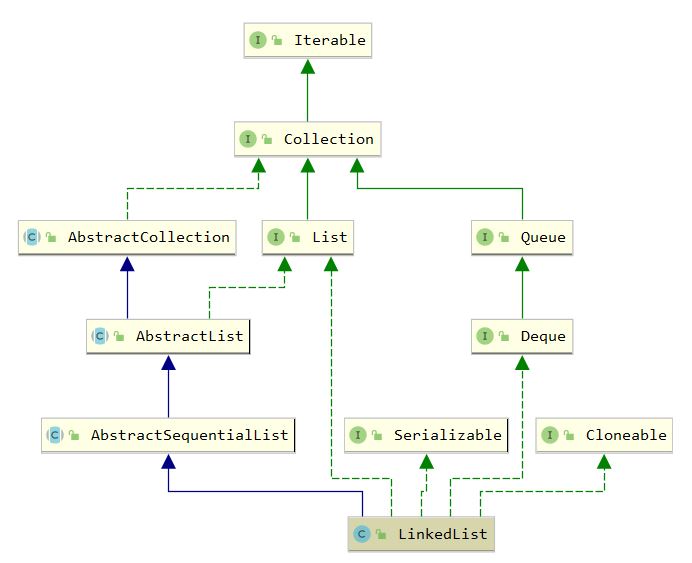 I Iterable
I Collection
C AbstractCollection
I List
I Queue
C AbstractList
I Deque
C AbstractSequentialList
I Serializable
I Cloneable
C LinkedList